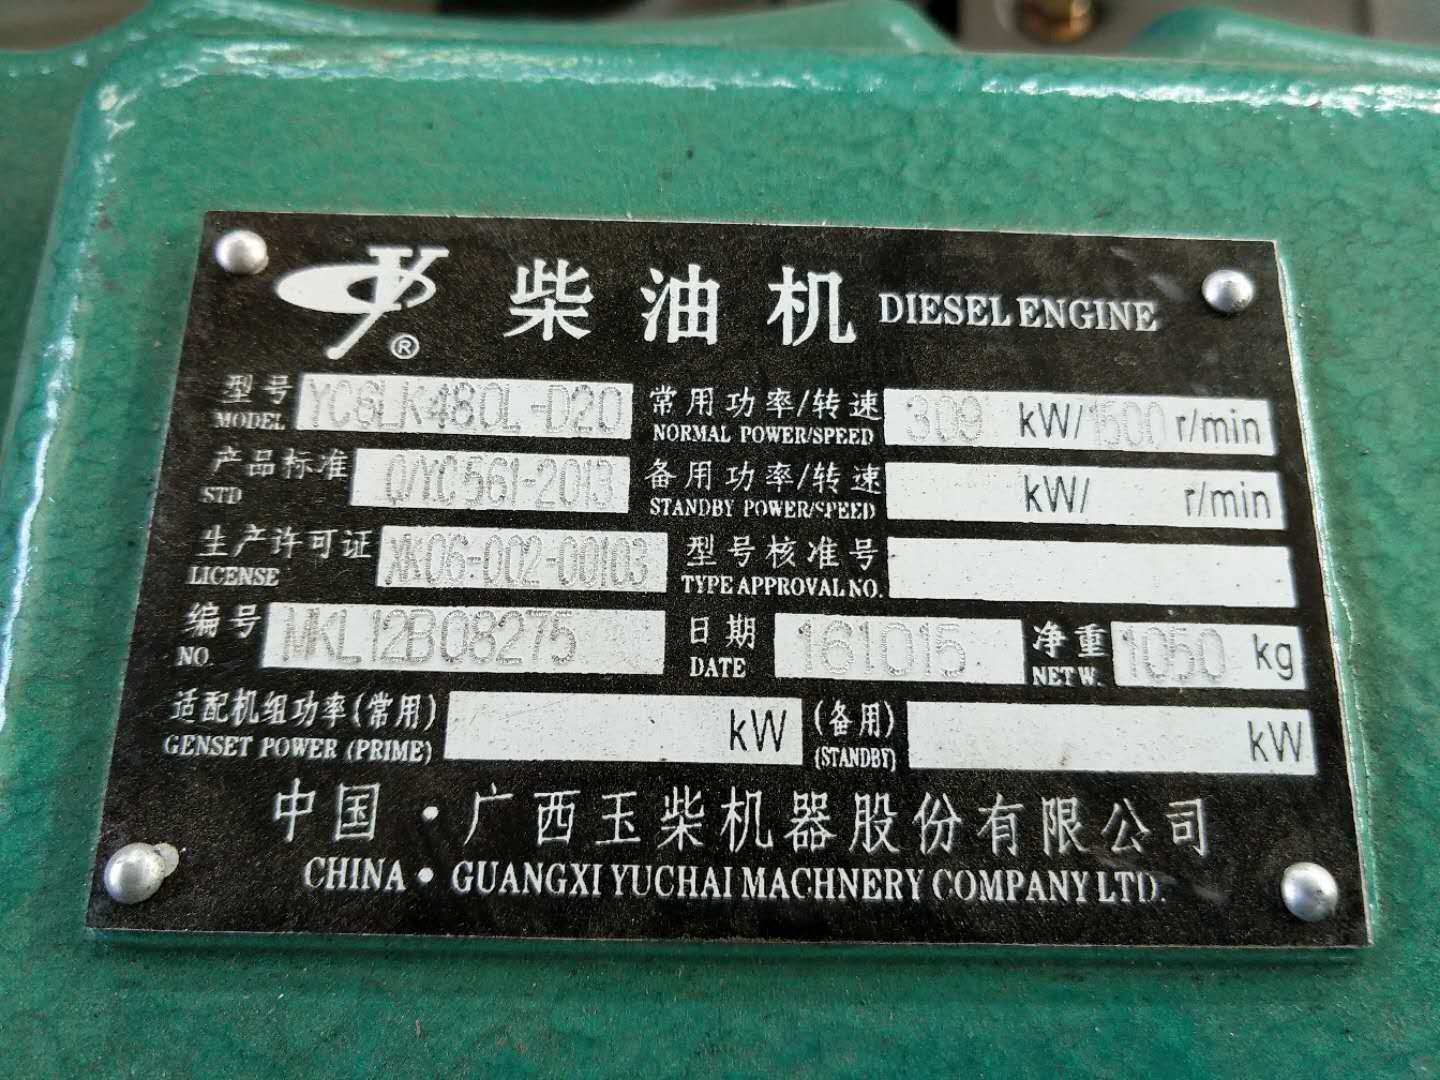 柴油机 DIESEL ENGINE
®
型号 YC6LK480L-D20 常用功率/转速 309 kW/1500 r/min
MODEL NORMAL POWER/SPEED
产品标准 Q/YC561-2013 备用功率/转速 kW/ r/min
STD STANDBY POWER/SPEED
生产许可证 XK06-002-00103 型号核准号
LICENSE TYPE APPROVAL NO.
编号 MKL12B08275 日期 161015 净重 1050 kg
NO. DATE NET W.
适配机组功率(常用) kW (备用) kW
GENSET POWER (PRIME) (STANDBY)
中国·广西玉柴机器股份有限公司
CHINA·GUANGXI YUCHAI MACHNERY COMPANY LTD.